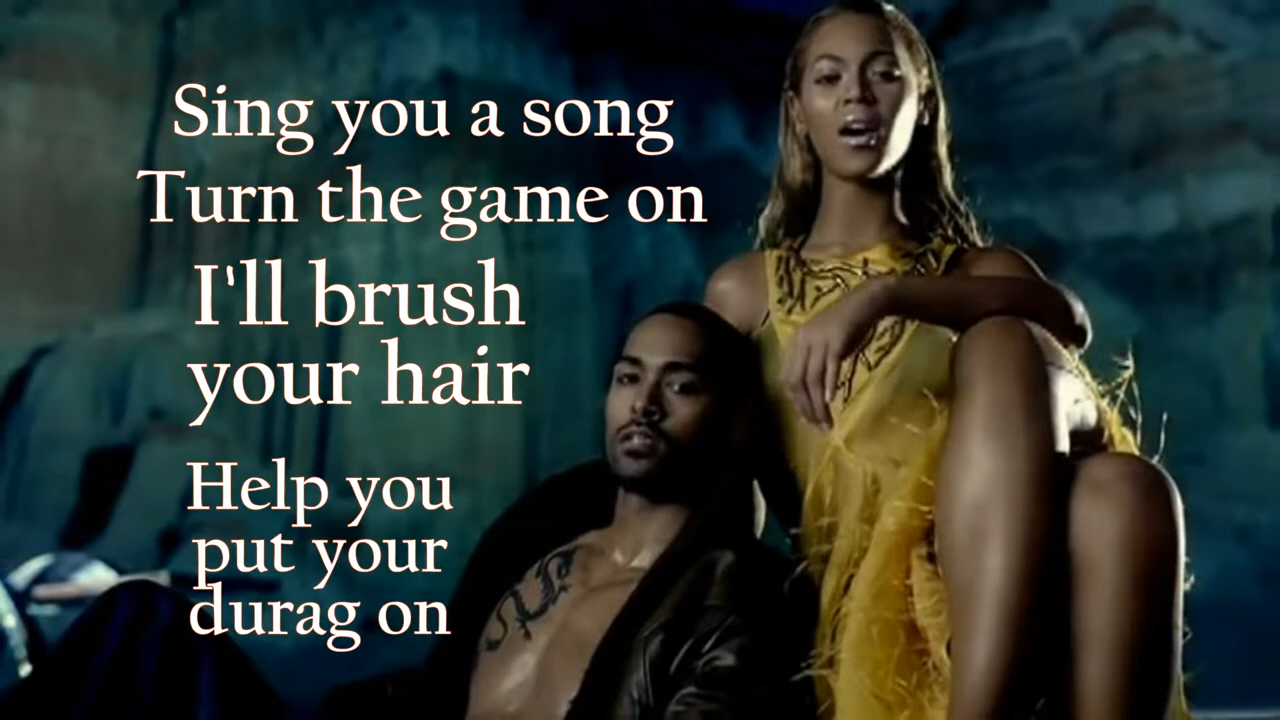 Sing you a song
Turn the game on
I'll brush
your hair
Help you
put your
durag on